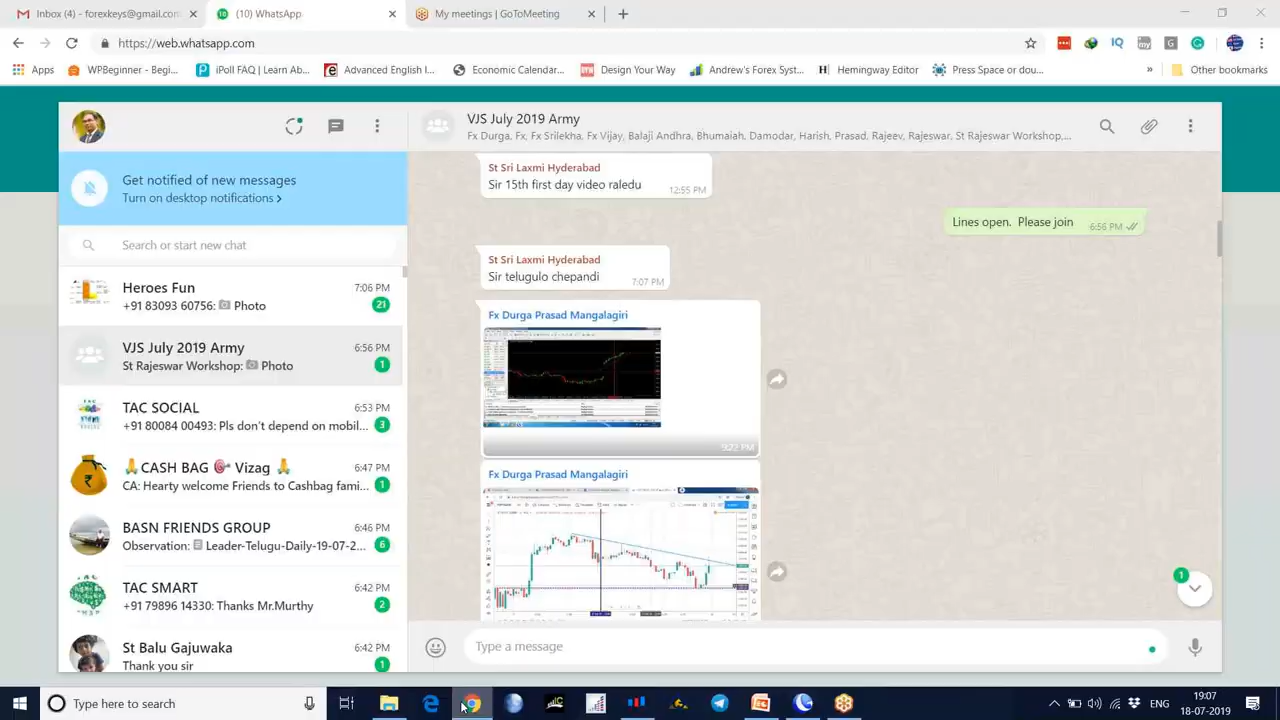 Inbox (4) - forexkeys@gmail.com
(10) WhatsApp
My meetings | GoToMeeting
https://web.whatsapp.com
Apps
WPBeginner - Begi...
iPoll FAQ | Learn Ab...
Advanced English I...
Economic Calendar...
Design Your Way
Andrew's Forex Syst...
Hemingway Editor
Press Space or dou...
Other bookmarks
VJS July 2019 Army
Fx Durga, Fx, Fx Srilekha, Fx Vijay, Balaji Andhra, Bhumaiah, Damodar, Harish, Prasad, Rajeev, Rajeswar, St Rajeswar Workshop,...
Get notified of new messages
Turn on desktop notifications >
Search or start new chat
Heroes Fun
7:06 PM
+91 83093 60756: Photo
21
VJS July 2019 Army
6:56 PM
St Rajeswar Workshop: Photo
1
TAC SOCIAL
6:53 PM
+91 8008-00493: Pls don't depend on mobil...
3
CASH BAG Vizag
6:47 PM
CA: Hearty welcome Friends to Cashbag fami...
1
BASN FRIENDS GROUP
6:46 PM
Observation: Leader-Telugu-Daily-19-07-2...
6
TAC SMART
6:42 PM
+91 79896 14330: Thanks Mr.Murthy
2
St Balu Gajuwaka
6:42 PM
Thank you sir
1
St Sri Laxmi Hyderabad
Sir 15th first day video raledu
12:55 PM
Lines open. Please join
6:56 PM
St Sri Laxmi Hyderabad
Sir telugulo chepandi
7:07 PM
Fx Durga Prasad Mangalagiri
9:22 PM
Fx Durga Prasad Mangalagiri
1
Type a message
Type here to search
ENG
19:07
18-07-2019